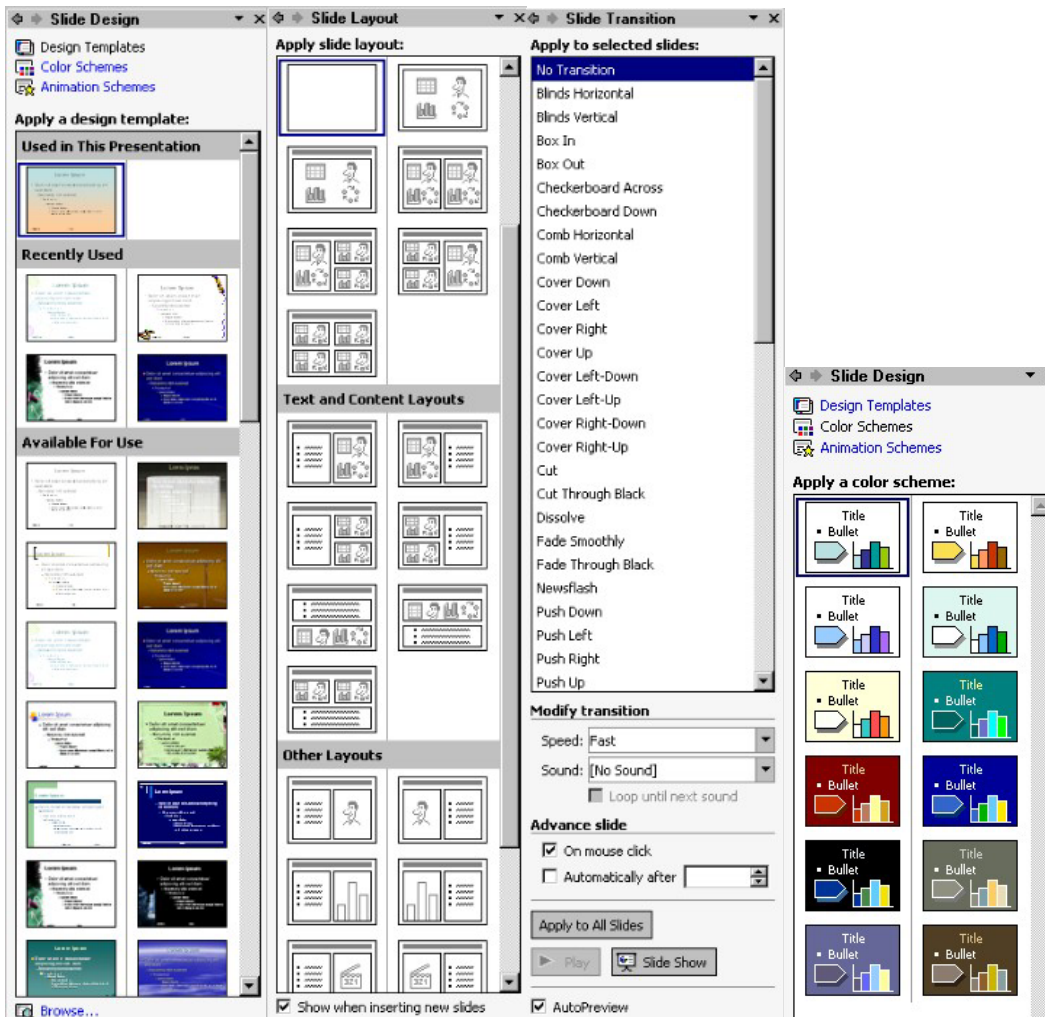 Slide Design
Design Templates
Color Schemes
Animation Schemes
Apply a design template:
Used in This Presentation
Recently Used
Available For Use
Browse...
Slide Layout
Apply slide layout:
Text and Content Layouts
Other Layouts
Show when inserting new slides
Slide Transition
Apply to selected slides:
No Transition
Blinds Horizontal
Blinds Vertical
Box In
Box Out
Checkerboard Across
Checkerboard Down
Comb Horizontal
Comb Vertical
Cover Down
Cover Left
Cover Right
Cover Up
Cover Left-Down
Cover Left-Up
Cover Right-Down
Cover Right-Up
Cut
Cut Through Black
Dissolve
Fade Smoothly
Fade Through Black
Newsflash
Push Down
Push Left
Push Right
Push Up
Modify transition
Speed: Fast
Sound: [No Sound]
Loop until next sound
Advance slide
On mouse click
Automatically after
Apply to All Slides
Play
Slide Show
AutoPreview
Slide Design
Design Templates
Color Schemes
Animation Schemes
Apply a color scheme:
Title Title
Bullet Bullet
Title Title
Bullet Bullet
Title Title
Bullet Bullet
Title Title
Bullet Bullet
Title Title
Bullet Bullet
Title Title
Bullet Bullet